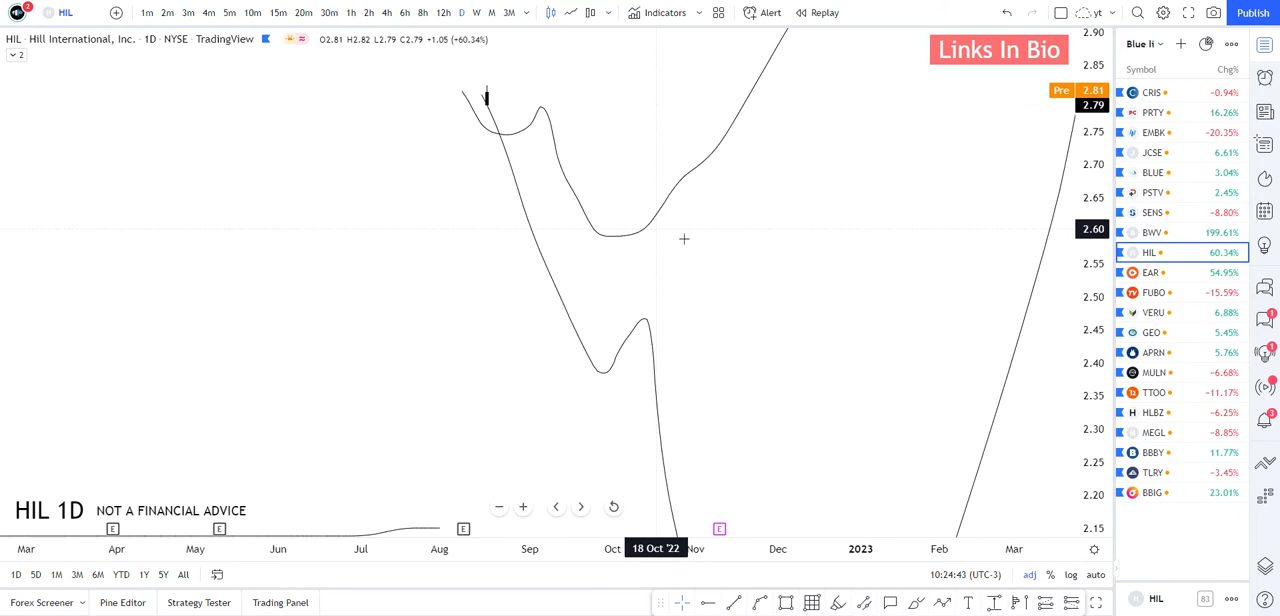 2 HIL 1m 2m 3m 4m 5m 10m 15m 20m 30m 1h 2h 4h 6h 8h 12h D W M 3M Indicators Alert Replay yt Publish
HIL · Hill International, Inc. · 1D · NYSE · TradingView O2.81 H2.82 L2.79 C2.79 +1.05 (+60.34%)
2
Links In Bio
2.90
2.85
Pre 2.81
2.79
2.75
2.70
2.65
2.60
2.55
2.50
2.45
2.40
2.35
2.30
2.25
2.20
2.15
Blue li
Symbol Chg%
CRIS −0.94%
PRTY 16.26%
EMBK −20.35%
JCSE 6.61%
BLUE 3.04%
PSTV 2.45%
SENS −8.80%
BWV 199.61%
HIL 60.34%
EAR 54.95%
FUBO −15.59%
VERU 6.88%
GEO 5.45%
APRN 5.76%
MULN −6.68%
TTOO −11.17%
HLBZ −6.25%
MEGL −8.85%
BBBY 11.77%
TLRY −3.45%
BBIG 23.01%
1
1
3
HIL 1D NOT A FINANCIAL ADVICE
E E E E
Mar Apr May Jun Jul Aug Sep Oct 18 Oct '22 Nov Dec 2023 Feb Mar
1D 5D 1M 3M 6M YTD 1Y 5Y All 10:24:43 (UTC-3) adj % log auto
Forex Screener Pine Editor Strategy Tester Trading Panel
HIL 83